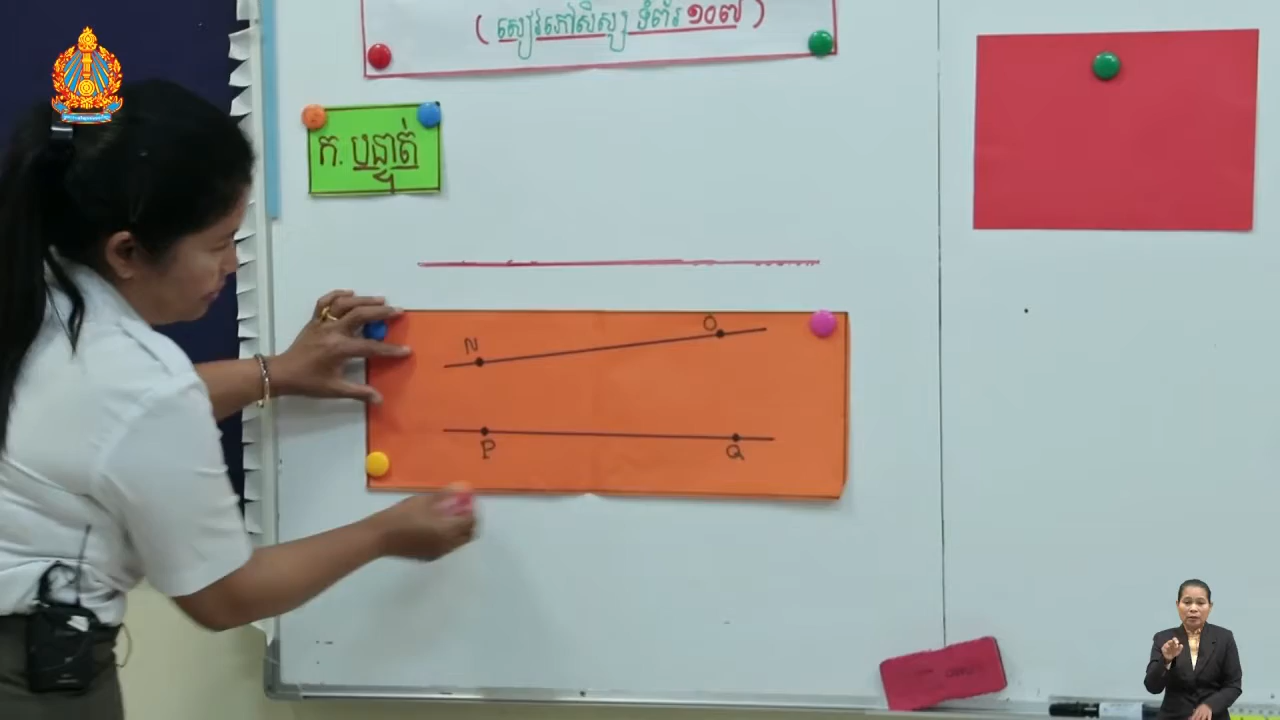 ( សៀវភៅសិស្ស ទំព័រ ១០៧ )
ក. បន្ទាត់
N
O
P
Q